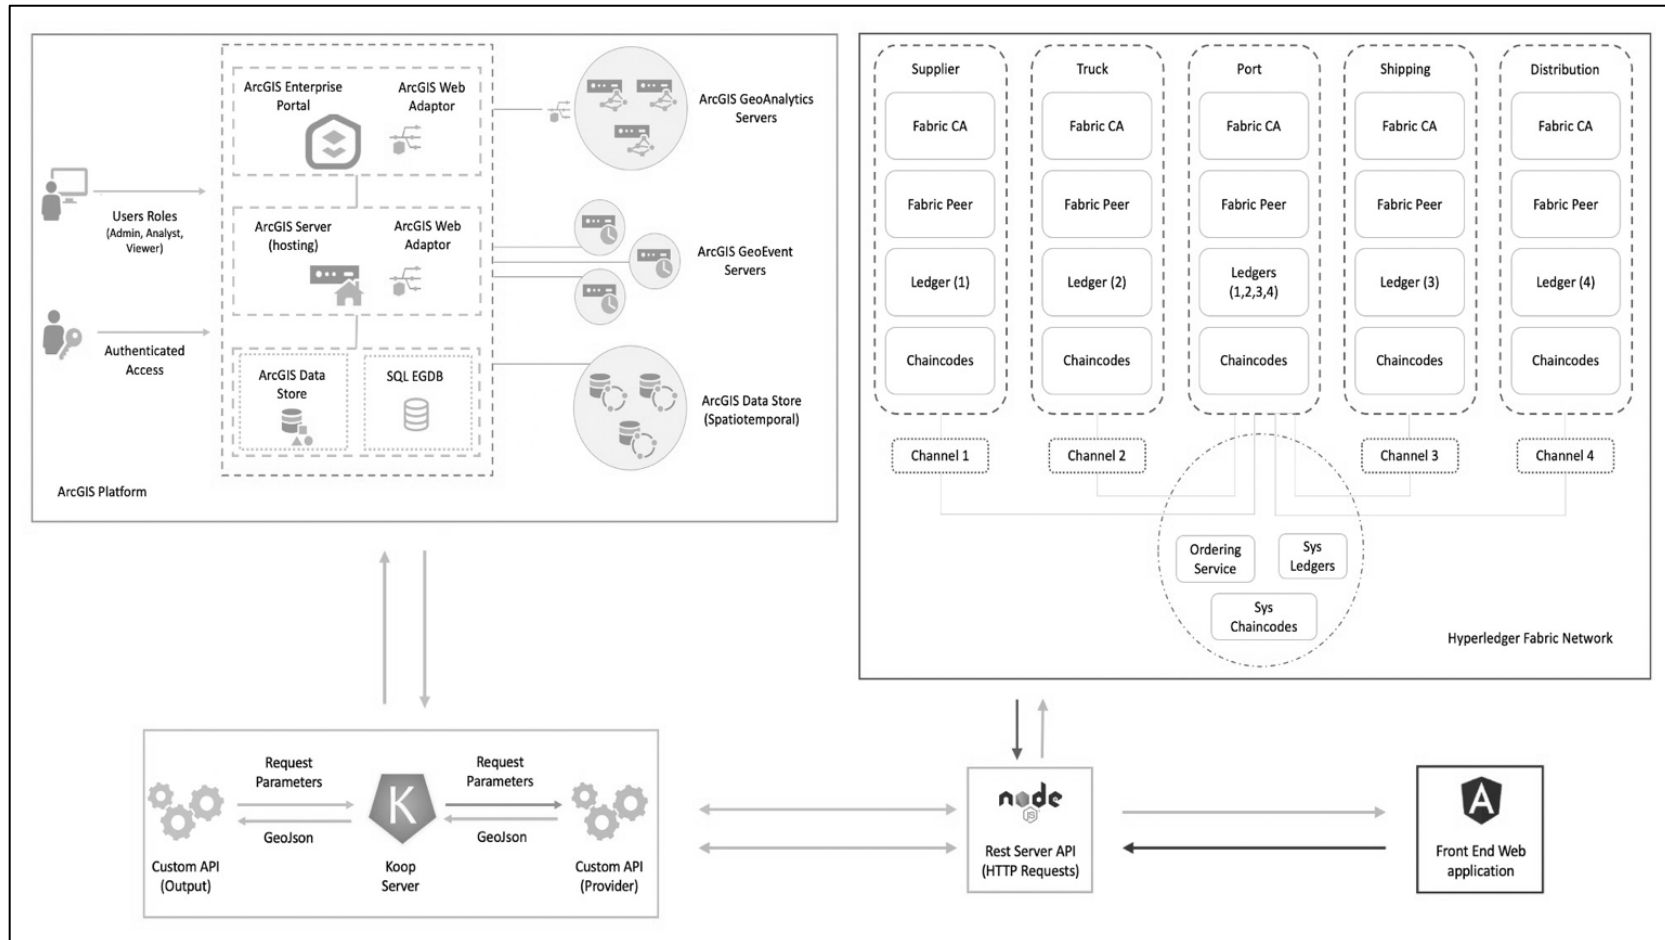 ArcGIS Enterprise
Portal
ArcGIS Web
Adaptor
ArcGIS GeoAnalytics
Servers
Users Roles
(Admin, Analyst,
Viewer)
ArcGIS Server
(hosting)
ArcGIS Web
Adaptor
ArcGIS GeoEvent
Servers
Authenticated
Access
ArcGIS Data
Store
SQL EGDB
ArcGIS Data Store
(Spatiotemporal)
ArcGIS Platform
Supplier
Fabric CA
Fabric Peer
Ledger (1)
Chaincodes
Truck
Fabric CA
Fabric Peer
Ledger (2)
Chaincodes
Port
Fabric CA
Fabric Peer
Ledgers
(1,2,3,4)
Chaincodes
Shipping
Fabric CA
Fabric Peer
Ledger (3)
Chaincodes
Distribution
Fabric CA
Fabric Peer
Ledger (4)
Chaincodes
Channel 1
Channel 2
Channel 3
Channel 4
Ordering
Service
Sys
Ledgers
Sys
Chaincodes
Hyperledger Fabric Network
Request
Parameters
GeoJson
Custom API
(Output)
K
Koop
Server
Request
Parameters
GeoJson
Custom API
(Provider)
node
JS
Rest Server API
(HTTP Requests)
A
Front End Web
application